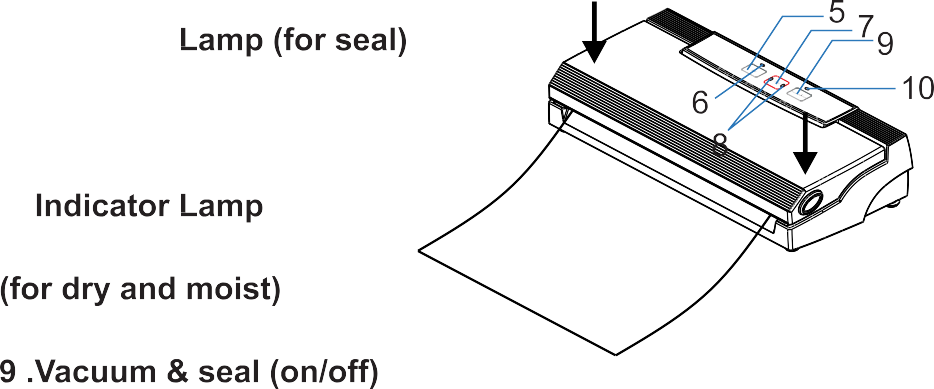 5
Lamp (for seal)
7
9
6
10
8
Indicator Lamp
(for dry and moist)
9 .Vacuum & seal (on/off)